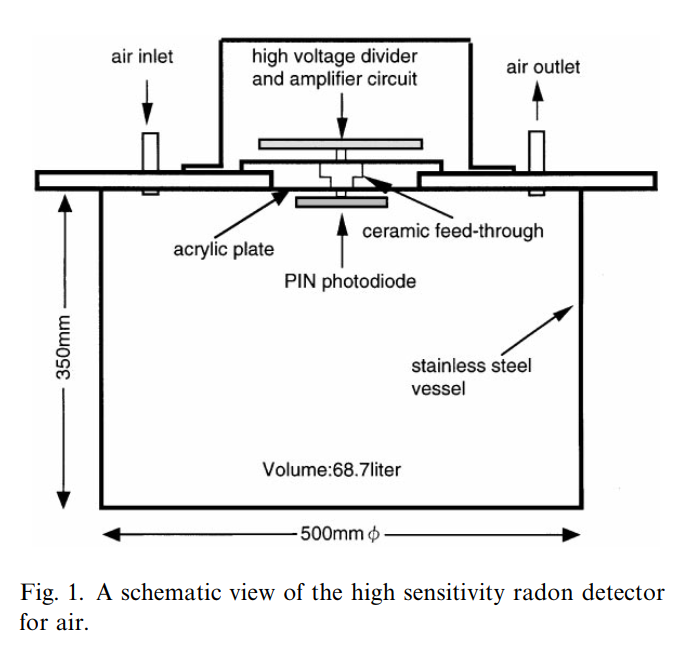 air inlet
high voltage divider
and amplifier circuit
air outlet
acrylic plate
ceramic feed-through
PIN photodiode
350mm
stainless steel
vessel
Volume:68.7liter
500mm ϕ
Fig. 1. A schematic view of the high sensitivity radon detector
for air.